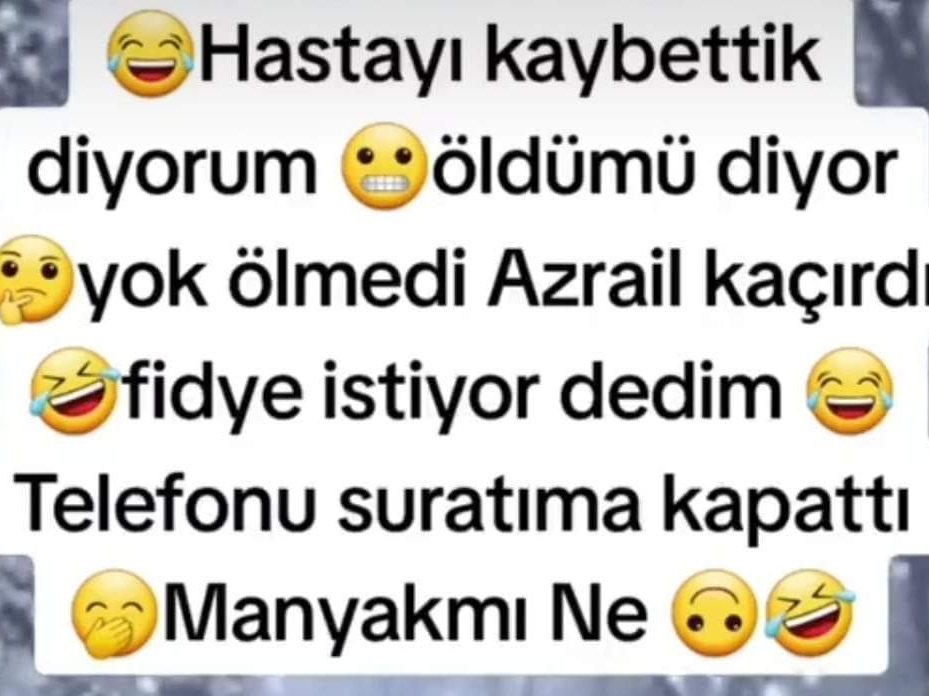 😂Hastayı kaybettik
diyorum 😬öldümü diyor
🤔yok ölmedi Azrail kaçırdı
🤣fidye istiyor dedim 😂
Telefonu suratıma kapattı
🤭Manyakmı Ne 🙃🤣